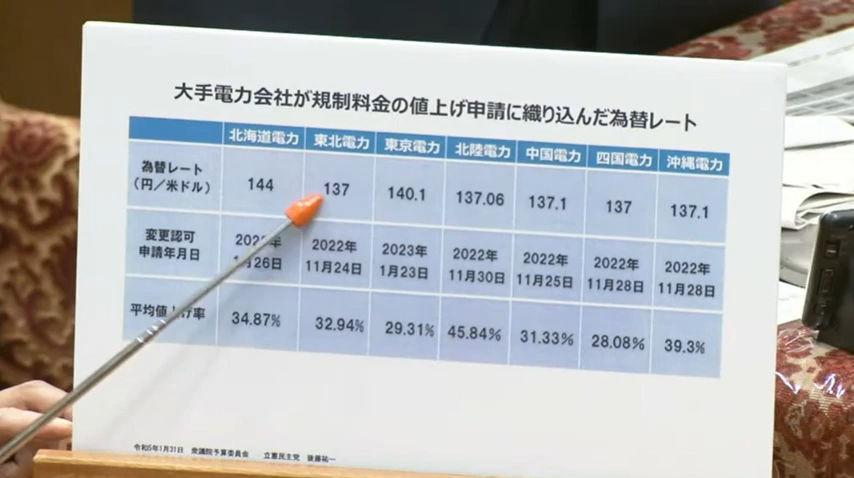 大手電力会社が規制料金の値上げ申請に織り込んだ為替レート
北海道電力 東北電力 東京電力 北陸電力 中国電力 四国電力 沖縄電力
為替レート
（円／米ドル） 144 137 140.1 137.06 137.1 137 137.1
変更認可
申請年月日
2022年 2023年 2022年 2022年 2022年 2022年
11月24日 1月23日 11月30日 11月25日 11月28日 11月28日
34.87% 32.94% 29.31% 45.84% 31.33% 28.08% 39.3%
令和5年1月31日 衆議院予算委員会 立憲民主党 後藤祐一